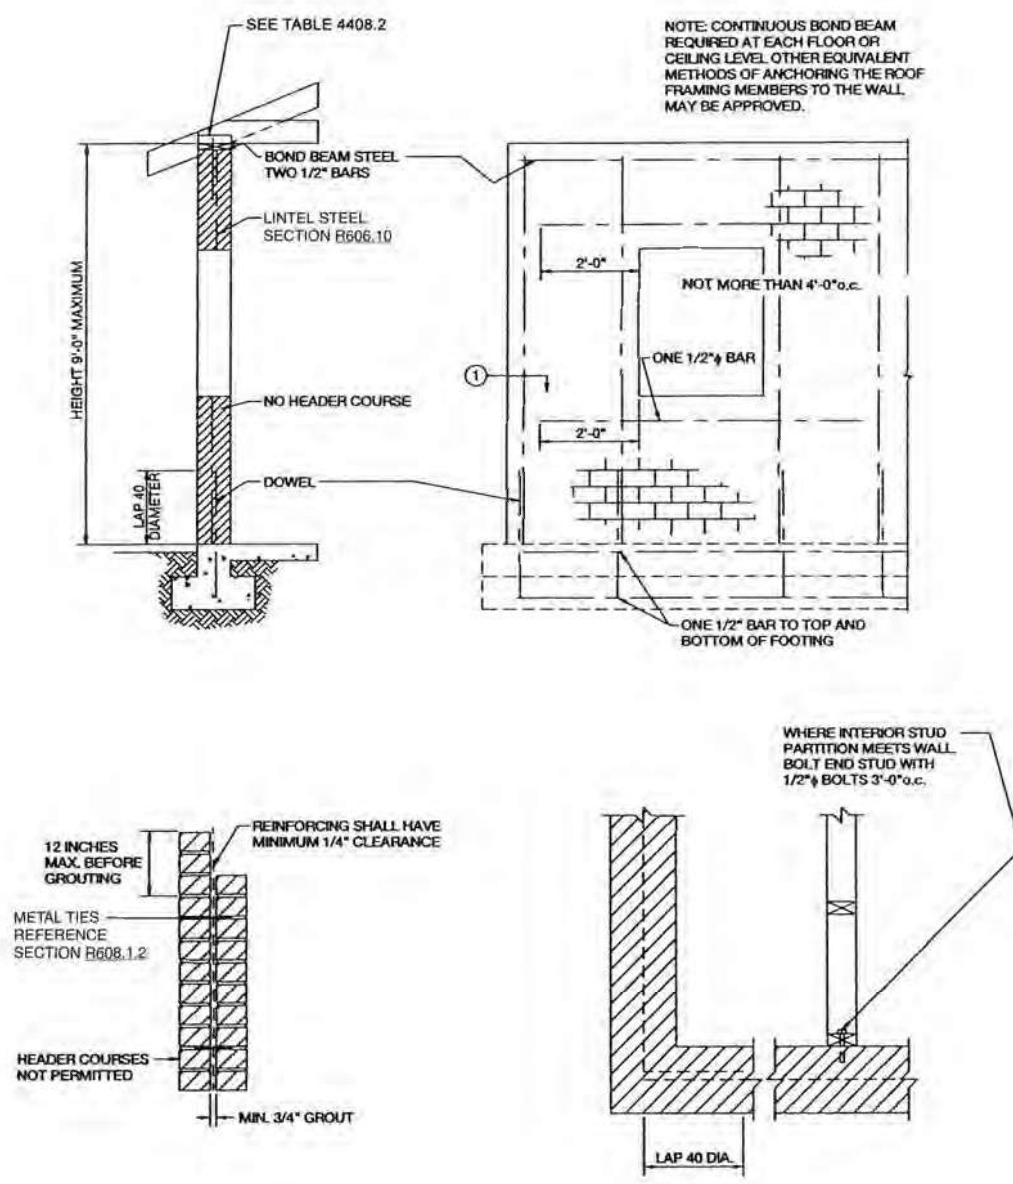 SEE TABLE 4408.2
NOTE: CONTINUOUS BOND BEAM
REQUIRED AT EACH FLOOR OR
CEILING LEVEL OTHER EQUIVALENT
METHODS OF ANCHORING THE ROOF
FRAMING MEMBERS TO THE WALL
MAY BE APPROVED.
BOND BEAM STEEL
TWO 1/2" BARS
LINTEL STEEL
SECTION R606.10
HEIGHT 9'-0" MAXIMUM
2'-0"
NOT MORE THAN 4'-0"o.c.
ONE 1/2"ϕ BAR
1
NO HEADER COURSE
2'-0"
LAP 40
DIAMETER
DOWEL
ONE 1/2" BAR TO TOP AND
BOTTOM OF FOOTING
WHERE INTERIOR STUD
PARTITION MEETS WALL
BOLT END STUD WITH
1/2"ϕ BOLTS 3'-0"o.c.
REINFORCING SHALL HAVE
MINIMUM 1/4" CLEARANCE
12 INCHES
MAX. BEFORE
GROUTING
METAL TIES
REFERENCE
SECTION R608.1.2
HEADER COURSES
NOT PERMITTED
MIN. 3/4" GROUT
LAP 40 DIA.